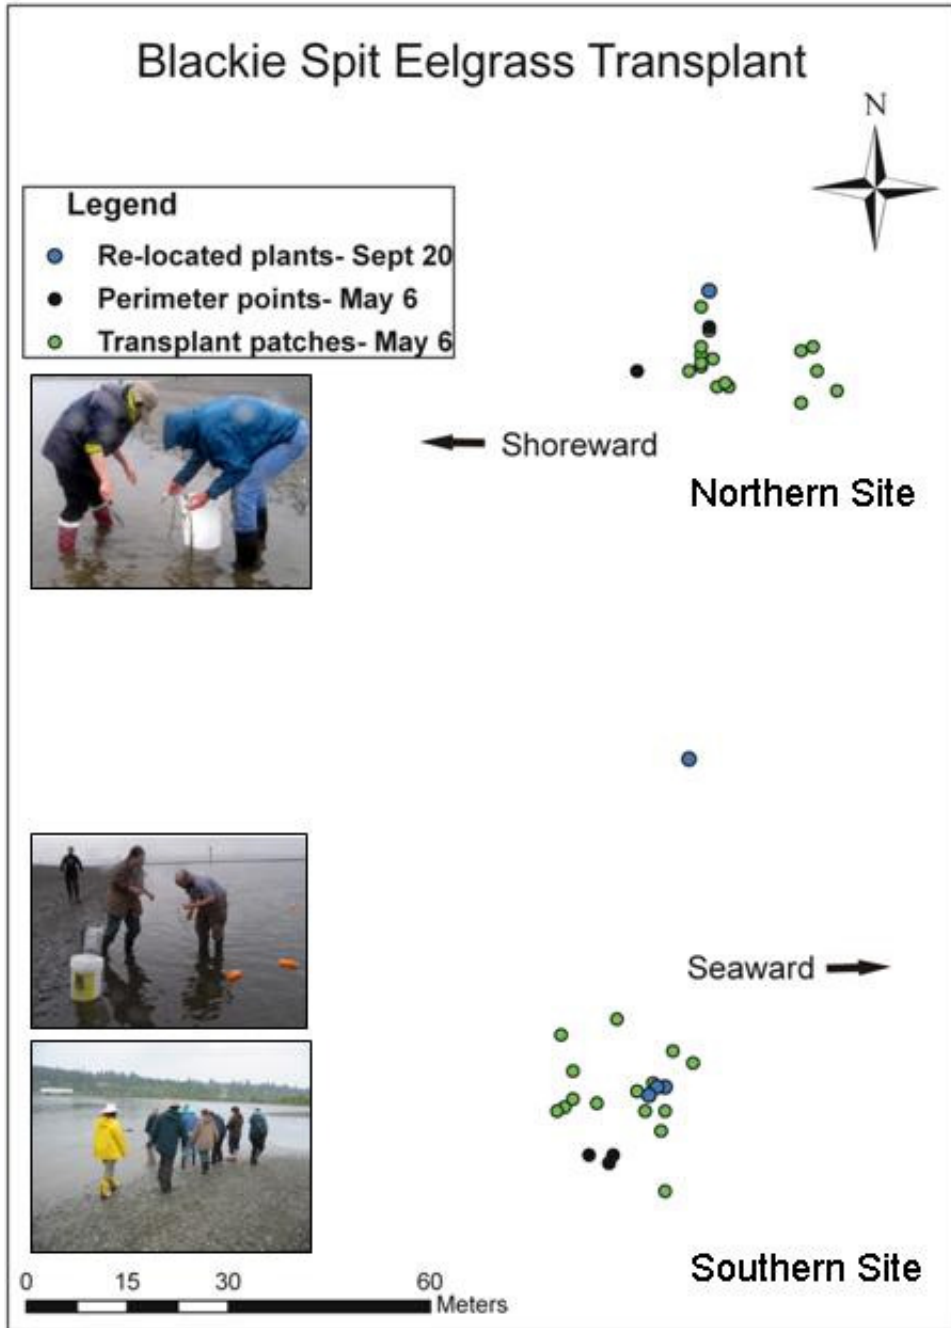 Blackie Spit Eelgrass Transplant
N
Legend
Re-located plants- Sept 20
Perimeter points- May 6
Transplant patches- May 6
Shoreward
Northern Site
Seaward
Southern Site
0 15 30 60
Meters